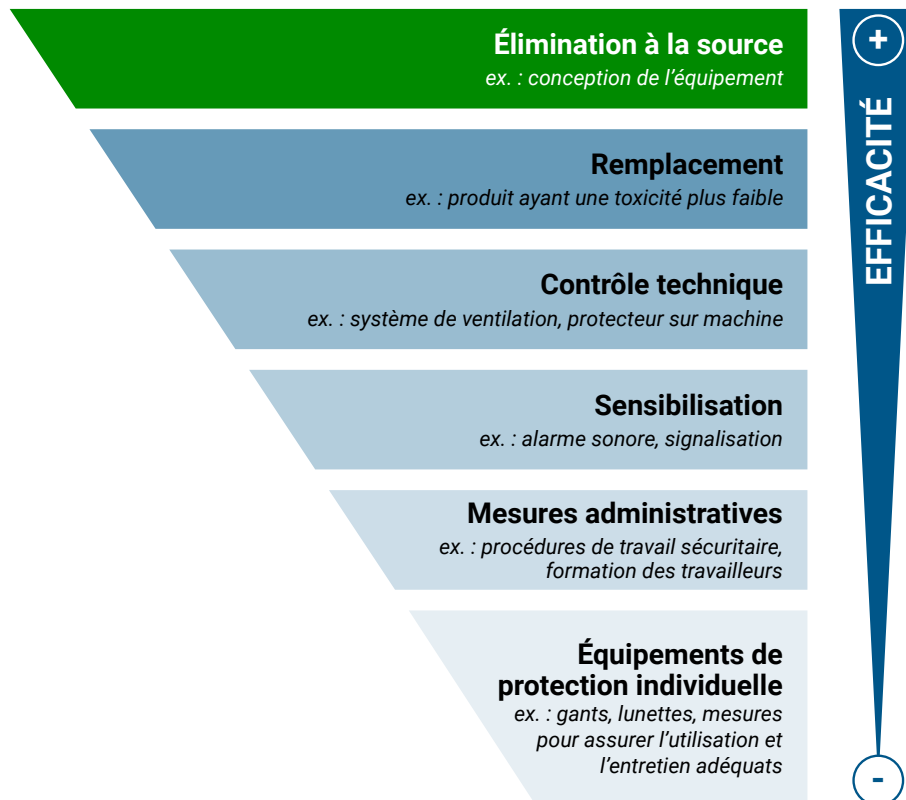 Élimination à la source
ex. : conception de l’équipement
Remplacement
ex. : produit ayant une toxicité plus faible
Contrôle technique
ex. : système de ventilation, protecteur sur machine
Sensibilisation
ex. : alarme sonore, signalisation
Mesures administratives
ex. : procédures de travail sécuritaire,
formation des travailleurs
Équipements de
protection individuelle
ex. : gants, lunettes, mesures
pour assurer l’utilisation et
l’entretien adéquats
+
EFFICACITÉ
-